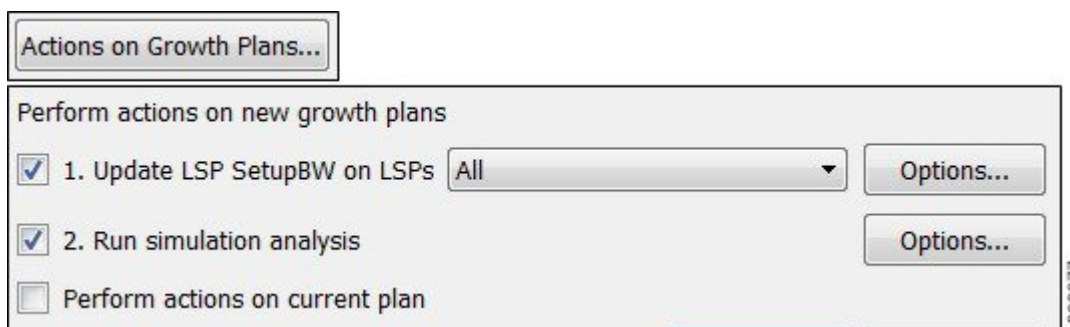 Actions on Growth Plans...
Perform actions on new growth plans
1. Update LSP SetupBW on LSPs All Options...
2. Run simulation analysis Options...
Perform actions on current plan